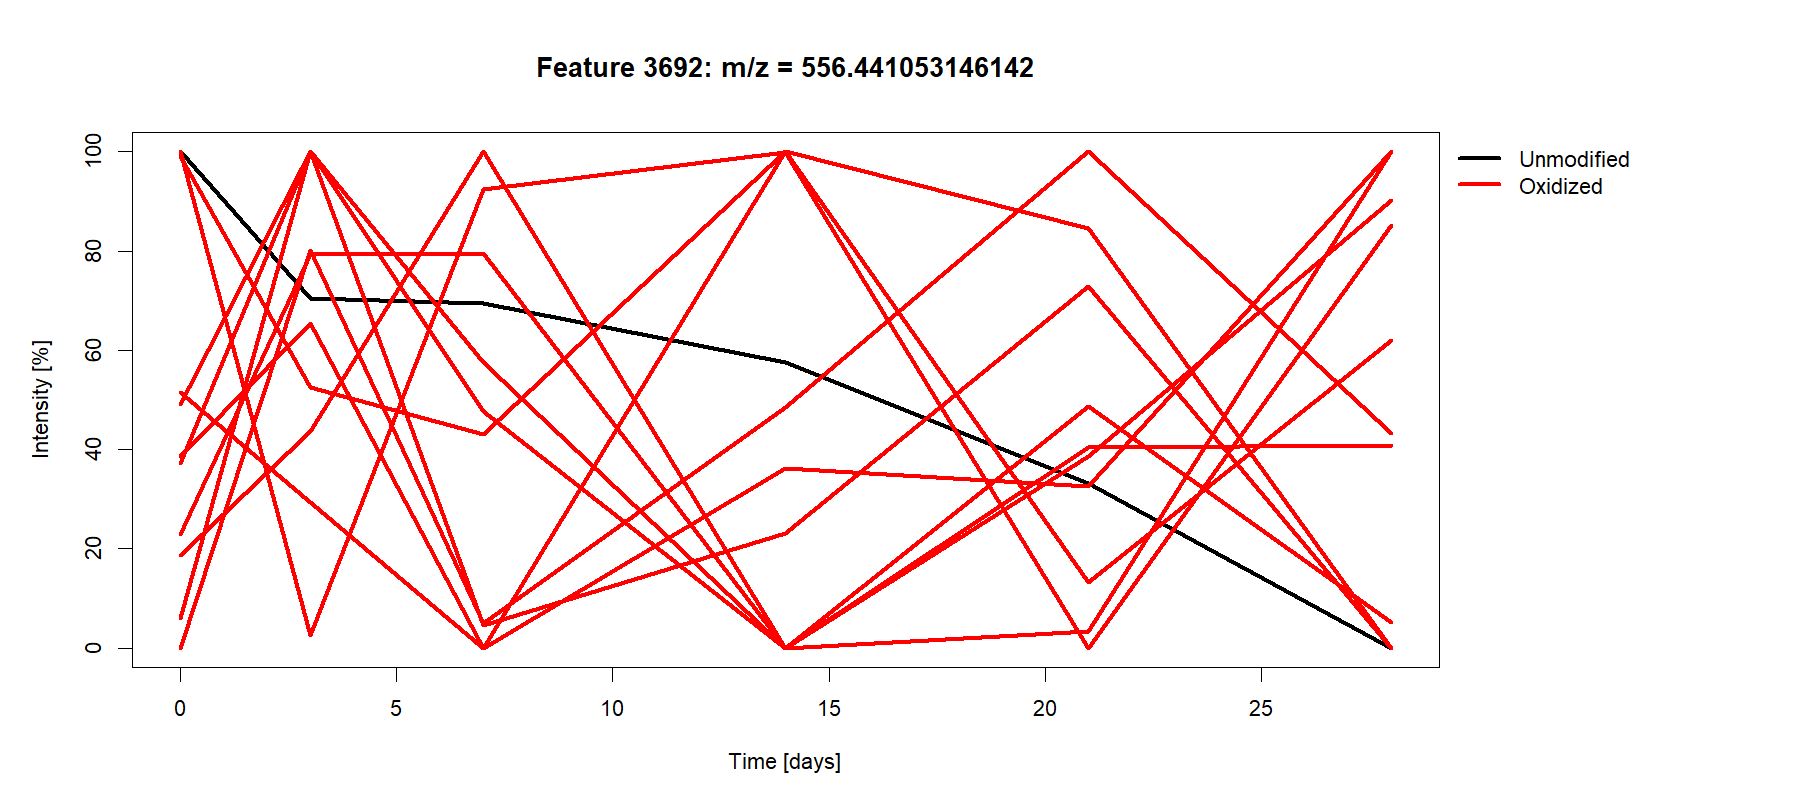 Feature 3692: m/z = 556.441053146142
Unmodified
Oxidized
Intensity [%]
100
80
60
40
20
0
0 5 10 15 20 25
Time [days]